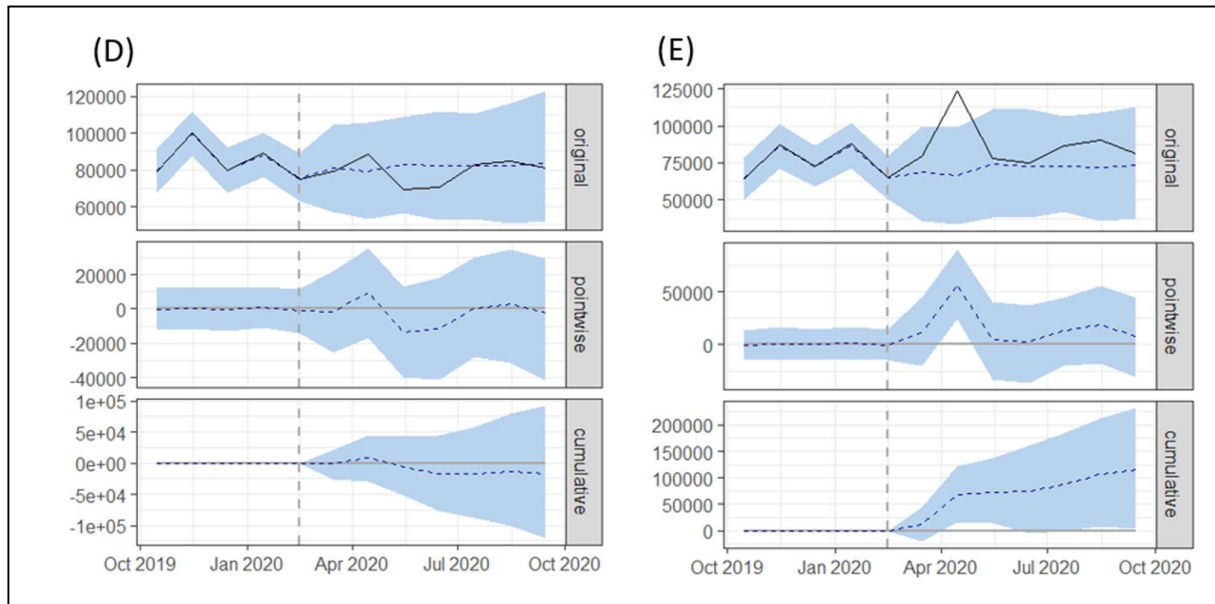 (D)
120000
100000
80000
60000
original
20000
0
-20000
-40000
pointwise
1e+05
5e+04
0e+00
-5e+04
-1e+05
cumulative
Oct 2019 Jan 2020 Apr 2020 Jul 2020 Oct 2020
(E)
125000
100000
75000
50000
original
50000
0
pointwise
200000
150000
100000
50000
0
cumulative
Oct 2019 Jan 2020 Apr 2020 Jul 2020 Oct 2020